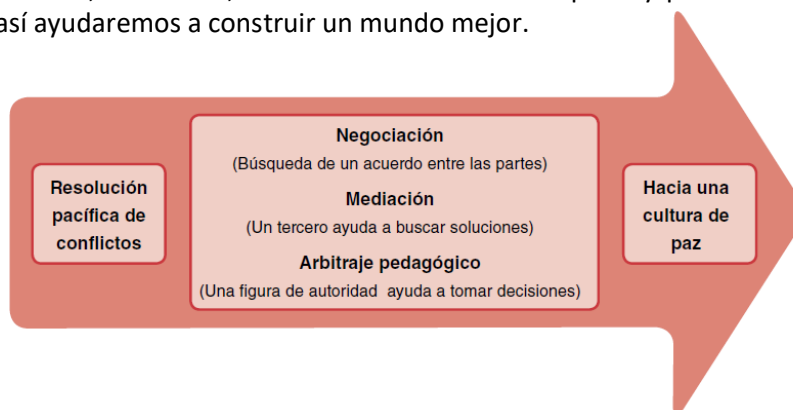 así ayudaremos a construir un mundo mejor.
Resolución
pacífica de
conflictos
Negociación
(Búsqueda de un acuerdo entre las partes)
Mediación
(Un tercero ayuda a buscar soluciones)
Arbitraje pedagógico
(Una figura de autoridad ayuda a tomar decisiones)
Hacia una
cultura de
paz